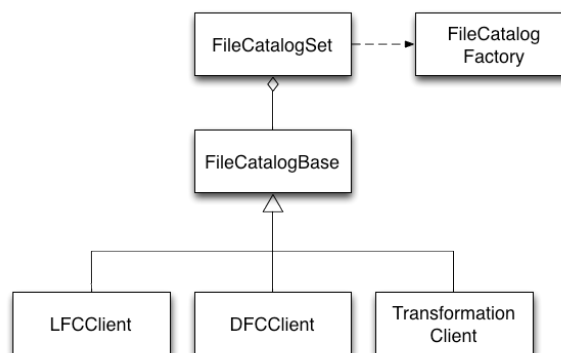 FileCatalogSet
FileCatalog
Factory
FileCatalogBase
LFCClient
DFCClient
Transformation
Client